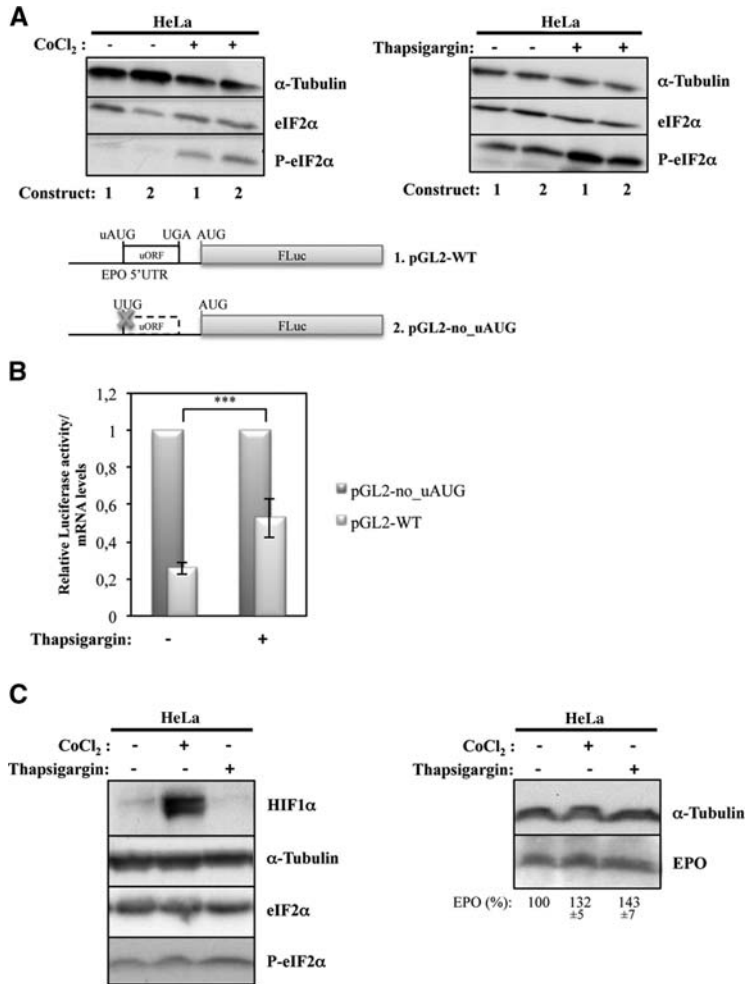 A
HeLa
CoCl2 : - - + +
α-Tubulin
eIF2α
P-eIF2α
Construct: 1 2 1 2
HeLa
Thapsigargin: - - + +
α-Tubulin
eIF2α
P-eIF2α
Construct: 1 2 1 2
uAUG UGA AUG
uORF FLuc 1. pGL2-WT
EPO 5'UTR
UUG AUG
uORF FLuc 2. pGL2-no_uAUG
B
Relative Luciferase activity/
mRNA levels
1,2
1
0,8
0,6
0,4
0,2
0
***
pGL2-no_uAUG
pGL2-WT
Thapsigargin: - +
C
HeLa
CoCl2 : - + -
Thapsigargin: - - +
HIF1α
α-Tubulin
eIF2α
P-eIF2α
HeLa
CoCl2 : - + -
Thapsigargin: - - +
α-Tubulin
EPO
EPO (%): 100 132 143
±5 ±7